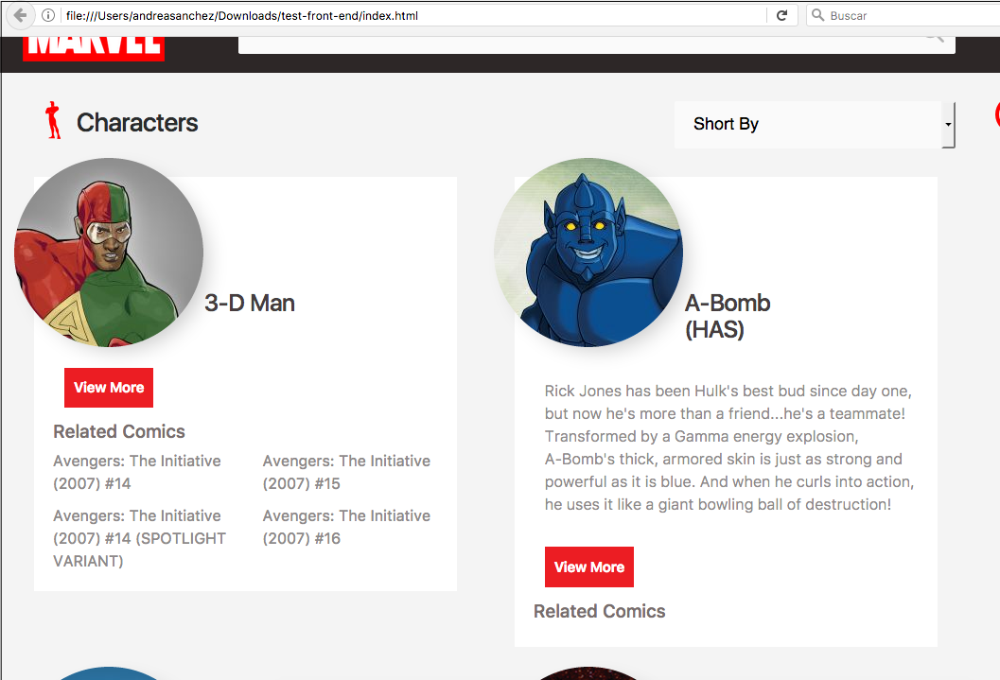 file:///Users/andreasanchez/Downloads/test-front-end/index.html
Buscar
MARVEL
Characters
Short By
3-D Man
View More
Related Comics
Avengers: The Initiative
(2007) #14
Avengers: The Initiative
(2007) #15
Avengers: The Initiative
(2007) #14 (SPOTLIGHT
VARIANT)
Avengers: The Initiative
(2007) #16
A-Bomb
(HAS)
Rick Jones has been Hulk's best bud since day one,
but now he's more than a friend...he's a teammate!
Transformed by a Gamma energy explosion,
A-Bomb's thick, armored skin is just as strong and
powerful as it is blue. And when he curls into action,
he uses it like a giant bowling ball of destruction!
View More
Related Comics